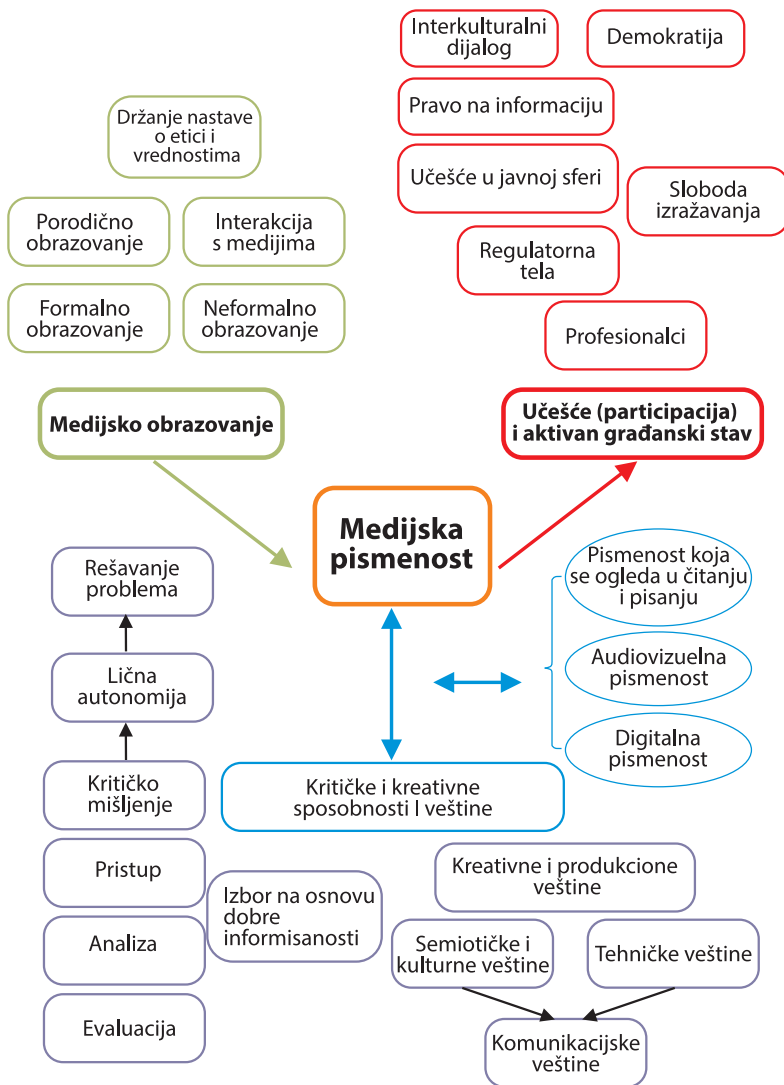 Interkulturalni
dijalog
Demokratija
Držanje nastave
o etici i
vrednostima
Pravo na informaciju
Učešće u javnoj sferi
Sloboda
izražavanja
Porodično
obrazovanje
Interakcija
s medijima
Regulatorna
tela
Formalno
obrazovanje
Neformalno
obrazovanje
Profesionalci
Medijsko obrazovanje
Učešće (participacija)
i aktivan građanski stav
Medijska
pismenost
Pismenost koja
se ogleda u čitanju
i pisanju
Rešavanje
problema
Audiovizuelna
pismenost
Lična
autonomija
Digitalna
pismenost
Kritičko
mišljenje
Kritičke i kreativne
sposobnosti I veštine
Pristup
Kreativne i produkcione
veštine
Izbor na osnovu
dobre
informisanosti
Analiza
Semiotičke i
kulturne veštine
Tehničke veštine
Evaluacija
Komunikacijske
veštine